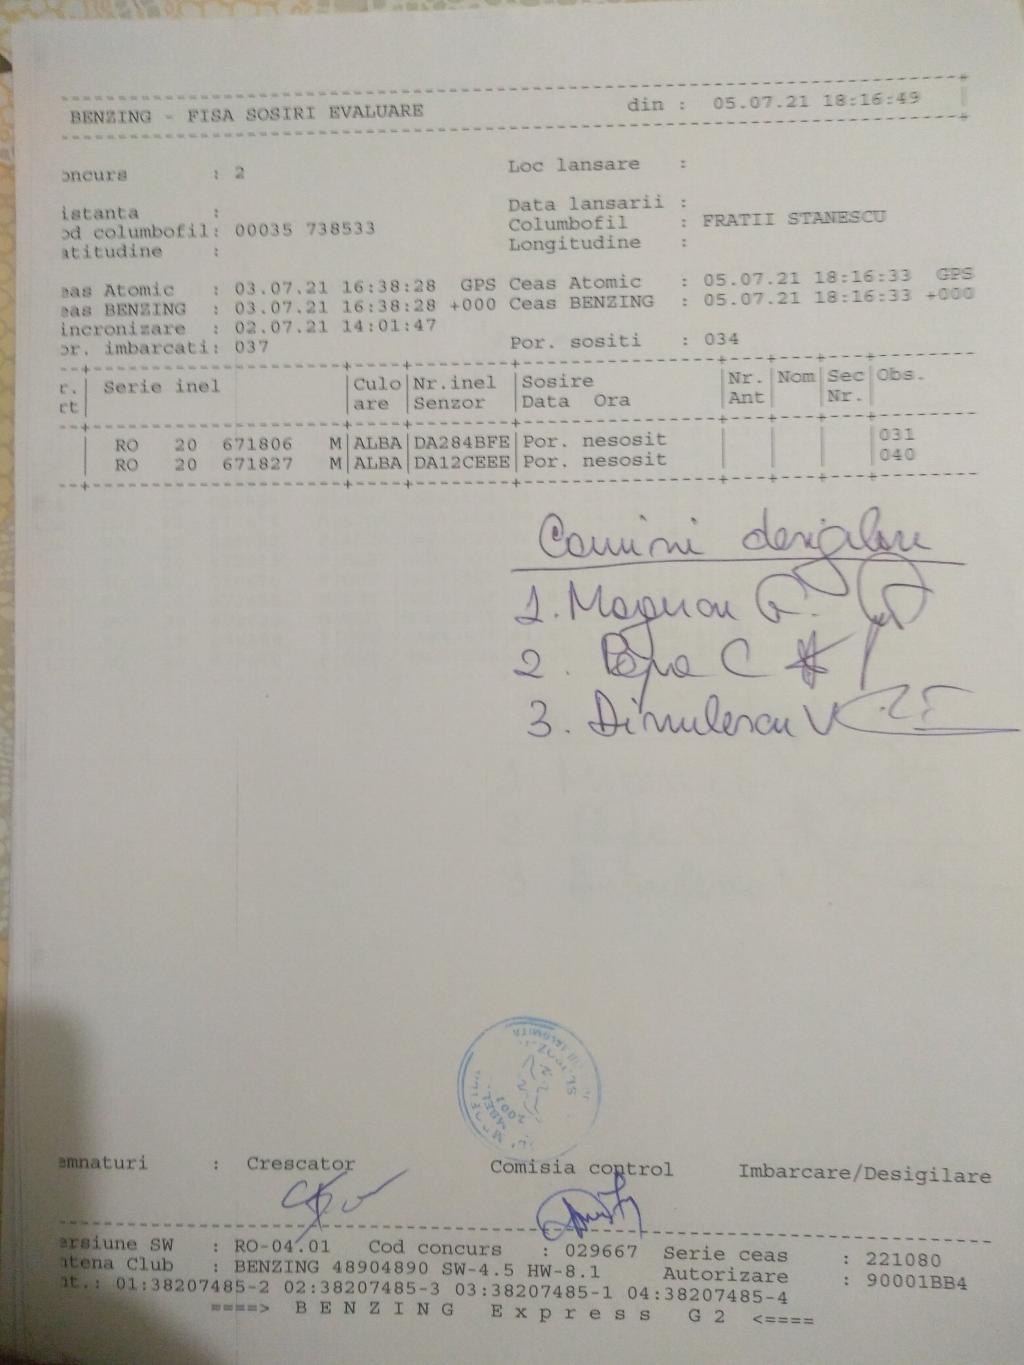 BENZING - FISA SOSIRI EVALUARE din : 05.07.21 18:16:49
oncurs : 2 Loc lansare :
Data lansarii :
istanta : Columbofil : FRATII STANESCU
od columbofil: 00035 738533 Longitudine :
atitudine :
eas Atomic : 03.07.21 16:38:28 GPS Ceas Atomic : 05.07.21 18:16:33 GPS
eas BENZING : 03.07.21 16:38:28 +000 Ceas BENZING : 05.07.21 18:16:33 +000
incronizare : 02.07.21 14:01:47
or. imbarcati: 037 Por. sositi : 034
r. Serie inel Culo Nr.inel Sosire Nr. Nom Sec Obs.
rt are Senzor Data Ora Ant Nr.
RO 20 671806 M ALBA DA284BFE Por. nesosit 031
RO 20 671827 M ALBA DA12CEEE Por. nesosit 040
1.
2. Popa C
3. Dimulescu V
IALOMITA
2002
emnaturi : Crescator Comisia control Imbarcare/Desigilare
ersiune SW : RO-04.01 Cod concurs : 029667 Serie ceas : 221080
ntena Club : BENZING 48904890 SW-4.5 HW-8.1 Autorizare : 90001BB4
nt.: 01:38207485-2 02:38207485-3 03:38207485-1 04:38207485-4
====> B E N Z I N G E x p r e s s G 2 <====